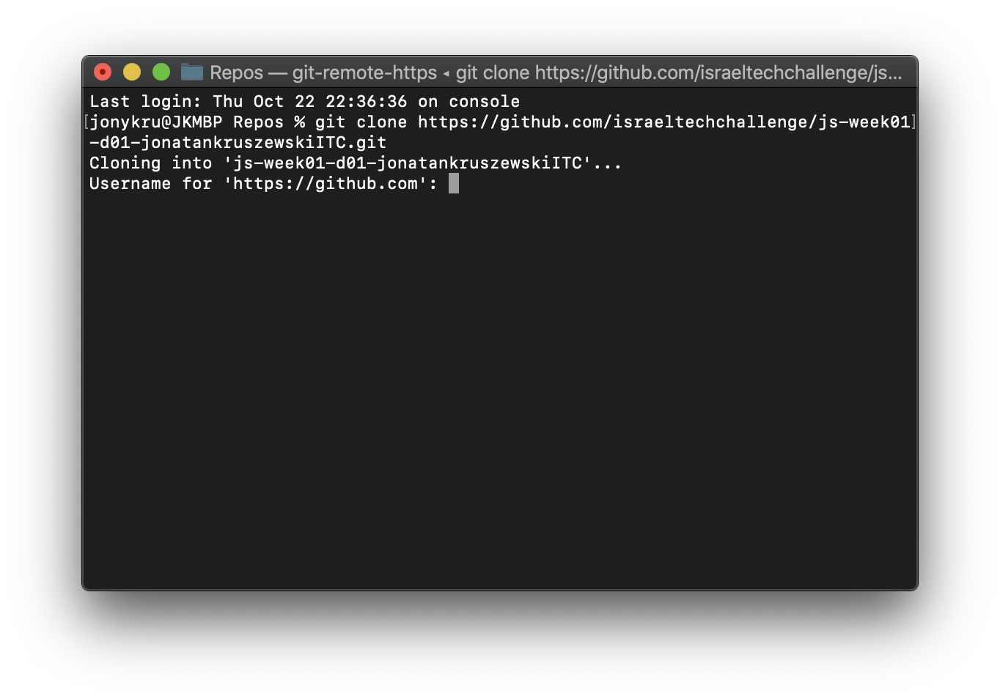 Repos — git-remote-https ◂ git clone https://github.com/israeltechchallenge/js...
Last login: Thu Oct 22 22:36:36 on console
[jonykru@JKMBP Repos % git clone https://github.com/israeltechchallenge/js-week01]
-d01-jonatankruszewskiITC.git
Cloning into 'js-week01-d01-jonatankruszewskiITC'...
Username for 'https://github.com':